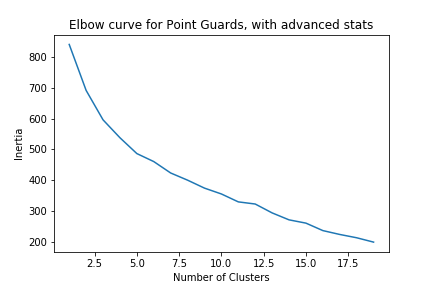 Elbow curve for Point Guards, with advanced stats
800
700
600
500
400
300
200
2.5 5.0 7.5 10.0 12.5 15.0 17.5
Inertia
Number of Clusters